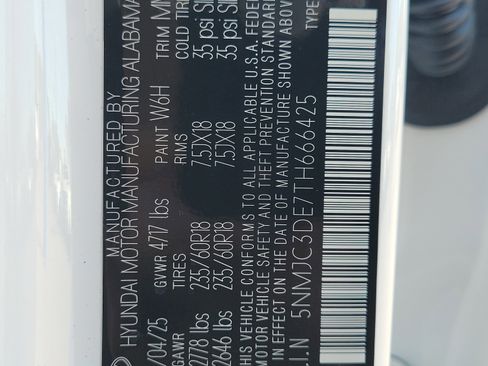 MANUFACTURED BY
HYUNDAI MOTOR MANUFACTURING ALABAMA
/04/25 GVWR 4717 lbs PAINT W6H TRIM
GAWR TIRES RIMS COLD TIRE
2778 lbs 235/60R18 7.5JX18 35 psi
2646 lbs 235/60R18 7.5JX18 35 psi
THIS CONFORMS TO ALL APPLICABLE U.S.A. FEDER
MOTOR VEHICLE SAFETY AND THEFT PREVENTION STANDARD
IN EFFECT ON THE DATE OF MANUFACTURE SHOWN ABOVE
V.I.N 5NMJC3DE7TH666425 TYPE